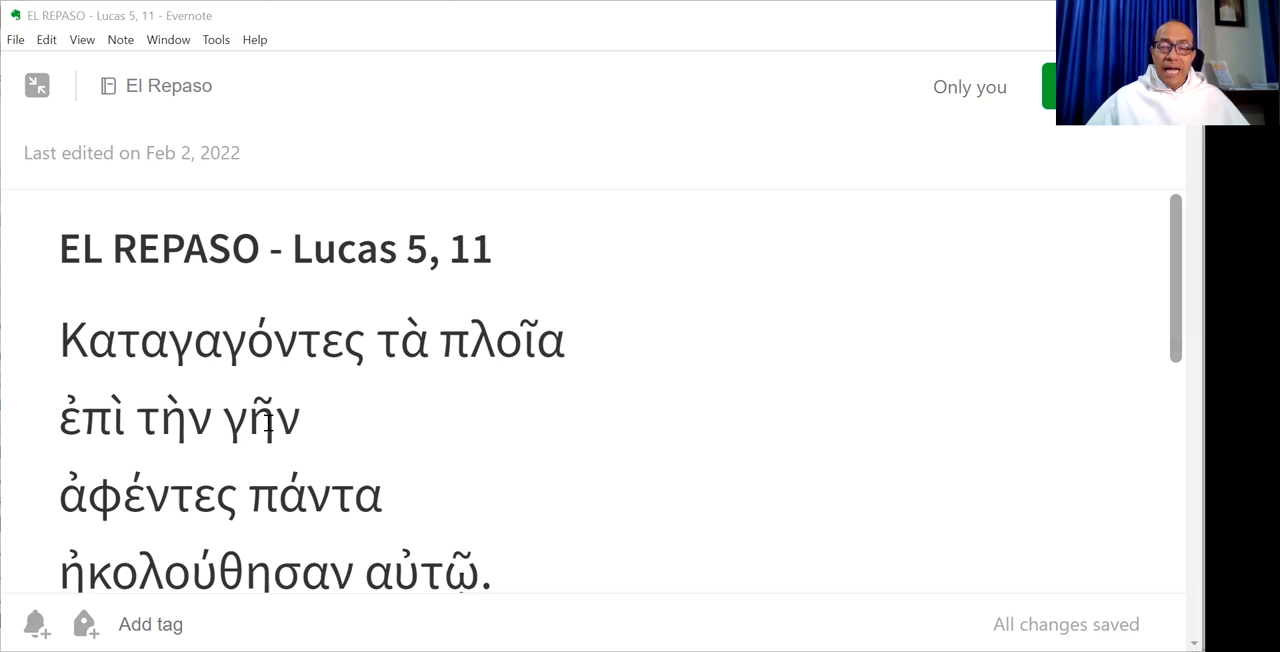 EL REPASO - Lucas 5, 11 - Evernote
File Edit View Note Window Tools Help
El Repaso
Only you
Last edited on Feb 2, 2022
EL REPASO - Lucas 5, 11
Καταγαγόντες τὰ πλοῖα
ἐπὶ τὴν γῆν
ἀφέντες πάντα
ἠκολούθησαν αὐτῷ.
Add tag
All changes saved